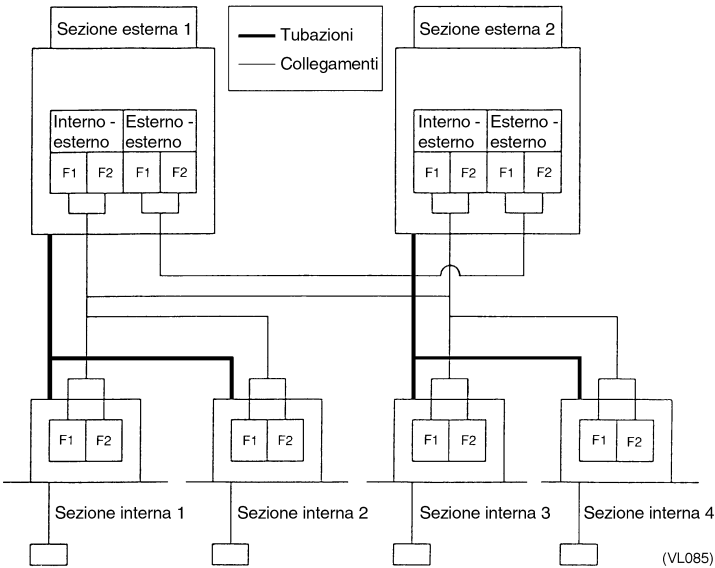 Sezione esterna 1
Sezione esterna 2
Tubazioni
Collegamenti
Interno - Esterno -
esterno esterno
F1 F2 F1 F2
Interno - Esterno -
esterno esterno
F1 F2 F1 F2
F1 F2
F1 F2
F1 F2
F1 F2
Sezione interna 1
Sezione interna 2
Sezione interna 3
Sezione interna 4
(VL085)